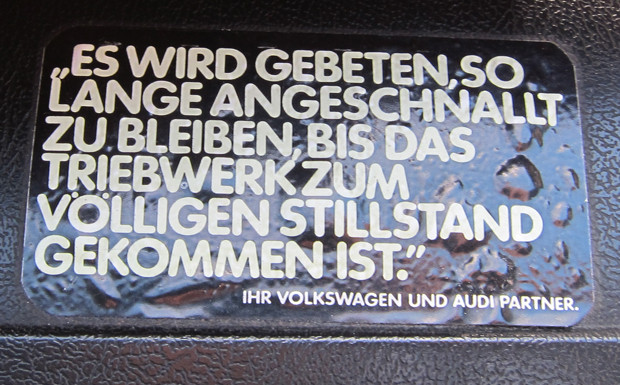 „ES WIRD GEBETEN, SO
LANGE ANGESCHNALLT
ZU BLEIBEN, BIS DAS
TRIEBWERK ZUM
VÖLLIGEN STILLSTAND
GEKOMMEN IST.”
IHR VOLKSWAGEN UND AUDI PARTNER.